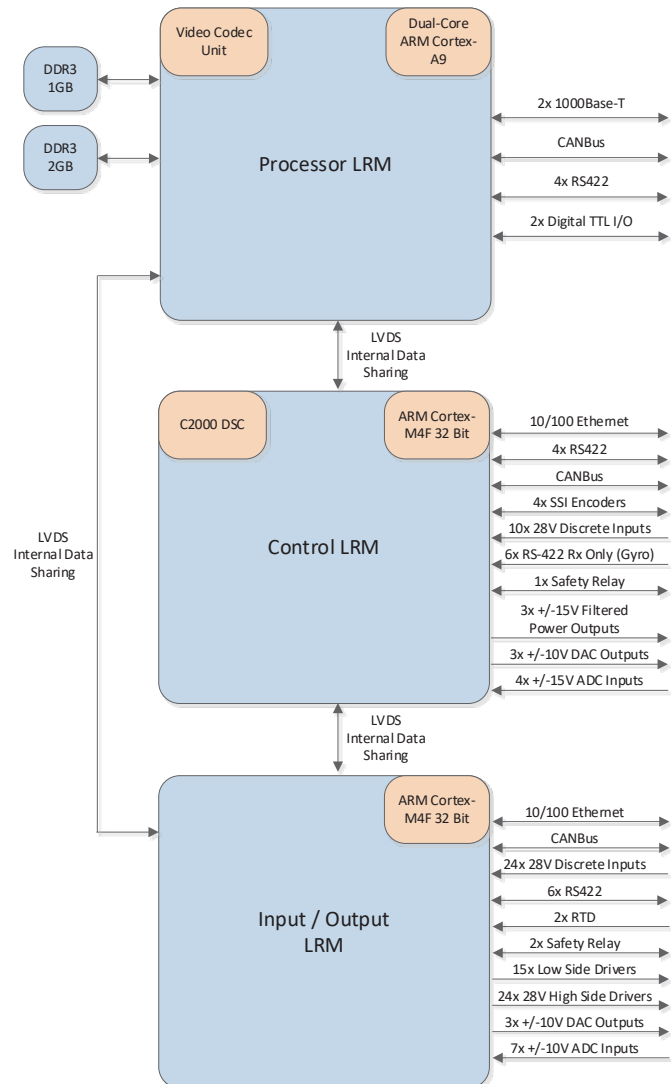 Video Codec
Unit
Dual-Core
ARM Cortex-
A9
DDR3
1GB
DDR3
2GB
Processor LRM
2x 1000Base-T
CANBus
4x RS422
2x Digital TTL I/O
LVDS
Internal Data
Sharing
C2000 DSC
ARM Cortex-
M4F 32 Bit
Control LRM
10/100 Ethernet
4x RS422
CANBus
4x SSI Encoders
10x 28V Discrete Inputs
6x RS-422 Rx Only (Gyro)
1x Safety Relay
3x +/-15V Filtered
Power Outputs
3x +/-10V DAC Outputs
4x +/-15V ADC Inputs
LVDS
Internal Data
Sharing
LVDS
Internal Data
Sharing
ARM Cortex-
M4F 32 Bit
Input / Output
LRM
10/100 Ethernet
CANBus
24x 28V Discrete Inputs
6x RS422
2x RTD
2x Safety Relay
15x Low Side Drivers
24x 28V High Side Drivers
3x +/-10V DAC Outputs
7x +/-10V ADC Inputs